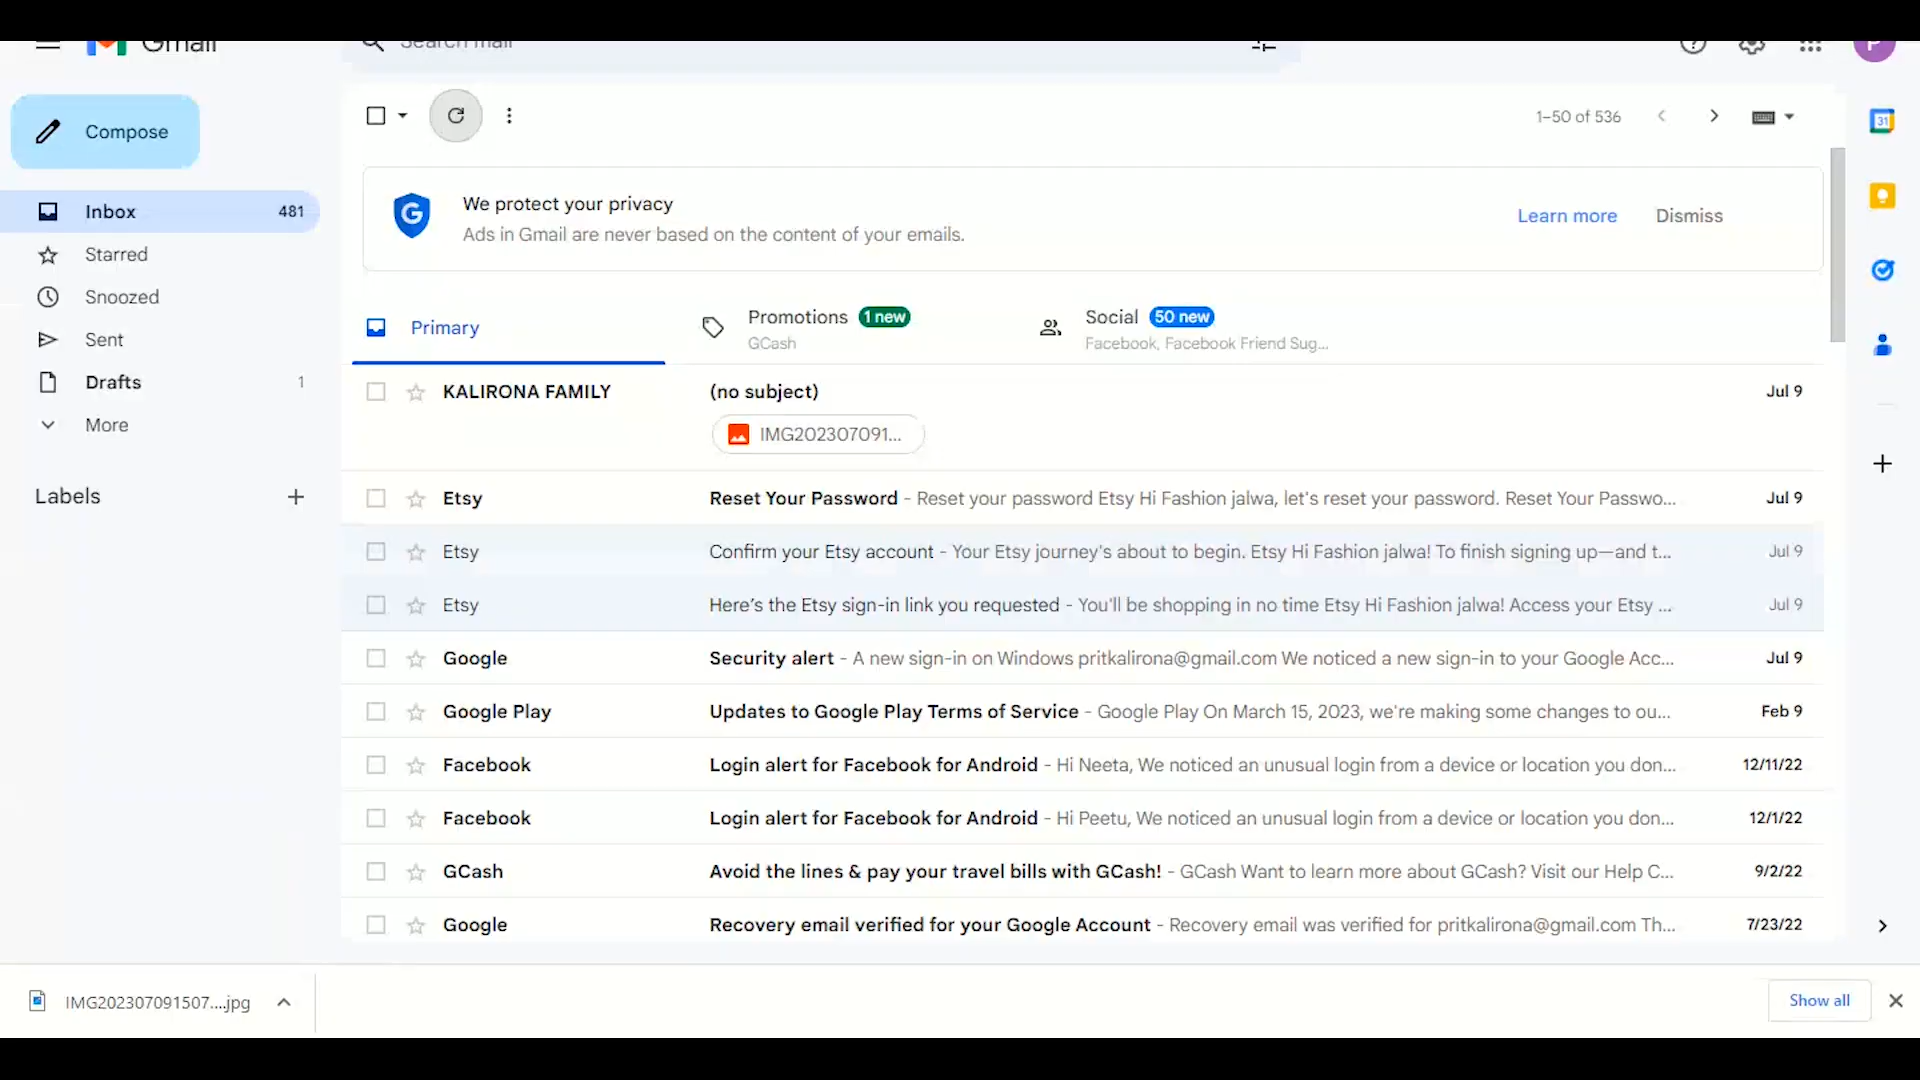 Gmail
Search mail
P
Compose
1–50 of 536
31
We protect your privacy
Ads in Gmail are never based on the content of your emails.
Learn more
Dismiss
Inbox 481
Starred
Snoozed
Sent
Drafts 1
More
Labels
Primary
Promotions 1 new
GCash
Social 50 new
Facebook, Facebook Friend Sug...
KALIRONA FAMILY (no subject) Jul 9
IMG202307091...
Etsy Reset Your Password - Reset your password Etsy Hi Fashion jalwa, let's reset your password. Reset Your Passwo... Jul 9
Etsy Confirm your Etsy account - Your Etsy journey's about to begin. Etsy Hi Fashion jalwa! To finish signing up—and t... Jul 9
Etsy Here's the Etsy sign-in link you requested - You'll be shopping in no time Etsy Hi Fashion jalwa! Access your Etsy ... Jul 9
Google Security alert - A new sign-in on Windows pritkalirona@gmail.com We noticed a new sign-in to your Google Acc... Jul 9
Google Play Updates to Google Play Terms of Service - Google Play On March 15, 2023, we're making some changes to ou... Feb 9
Facebook Login alert for Facebook for Android - Hi Neeta, We noticed an unusual login from a device or location you don... 12/11/22
Facebook Login alert for Facebook for Android - Hi Peetu, We noticed an unusual login from a device or location you don... 12/1/22
GCash Avoid the lines & pay your travel bills with GCash! - GCash Want to learn more about GCash? Visit our Help C... 9/2/22
Google Recovery email verified for your Google Account - Recovery email was verified for pritkalirona@gmail.com Th... 7/23/22
IMG202307091507....jpg
Show all